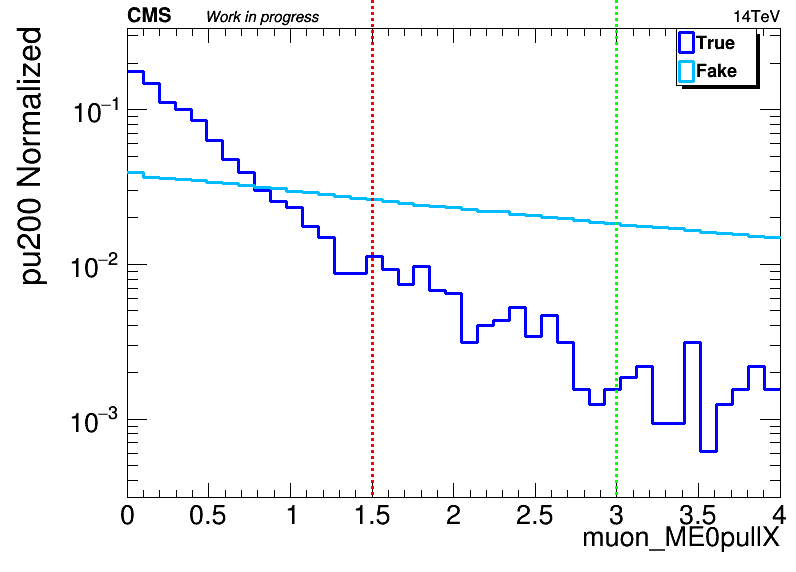 CMS Work in progress 14TeV
True
Fake
pu200 Normalized
10⁻¹
10⁻²
10⁻³
0 0.5 1 1.5 2 2.5 3 3.5 4
muon_ME0pullX